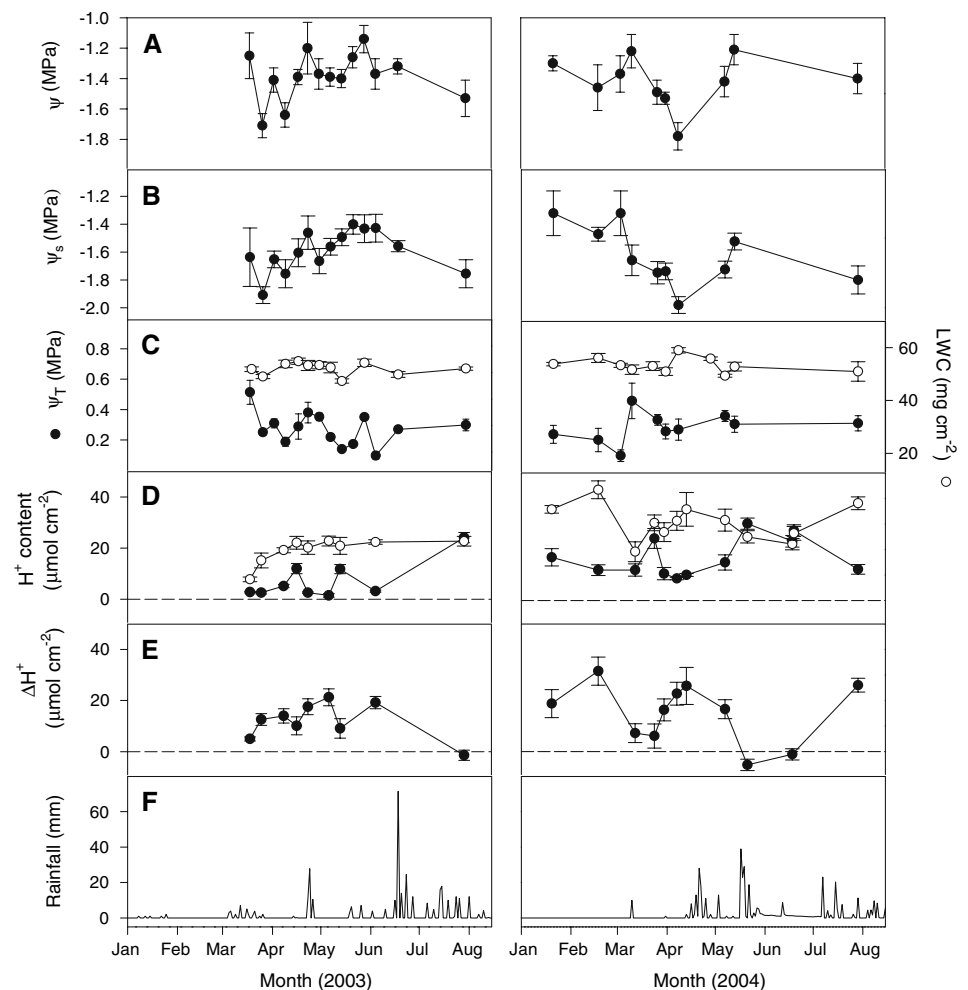 A
ψ (MPa)
-1.0
-1.2
-1.4
-1.6
-1.8
B
ψs (MPa)
-1.2
-1.4
-1.6
-1.8
-2.0
C
● ψT (MPa)
0.8
0.6
0.4
0.2
60
40
20
LWC (mg cm-2) ○
D
H+ content
(μmol cm-2)
40
20
0
E
ΔH+
(μmol cm-2)
40
20
0
F
Rainfall (mm)
60
40
20
0
Jan Feb Mar Apr May Jun Jul Aug
Month (2003)
Jan Feb Mar Apr May Jun Jul Aug
Month (2004)